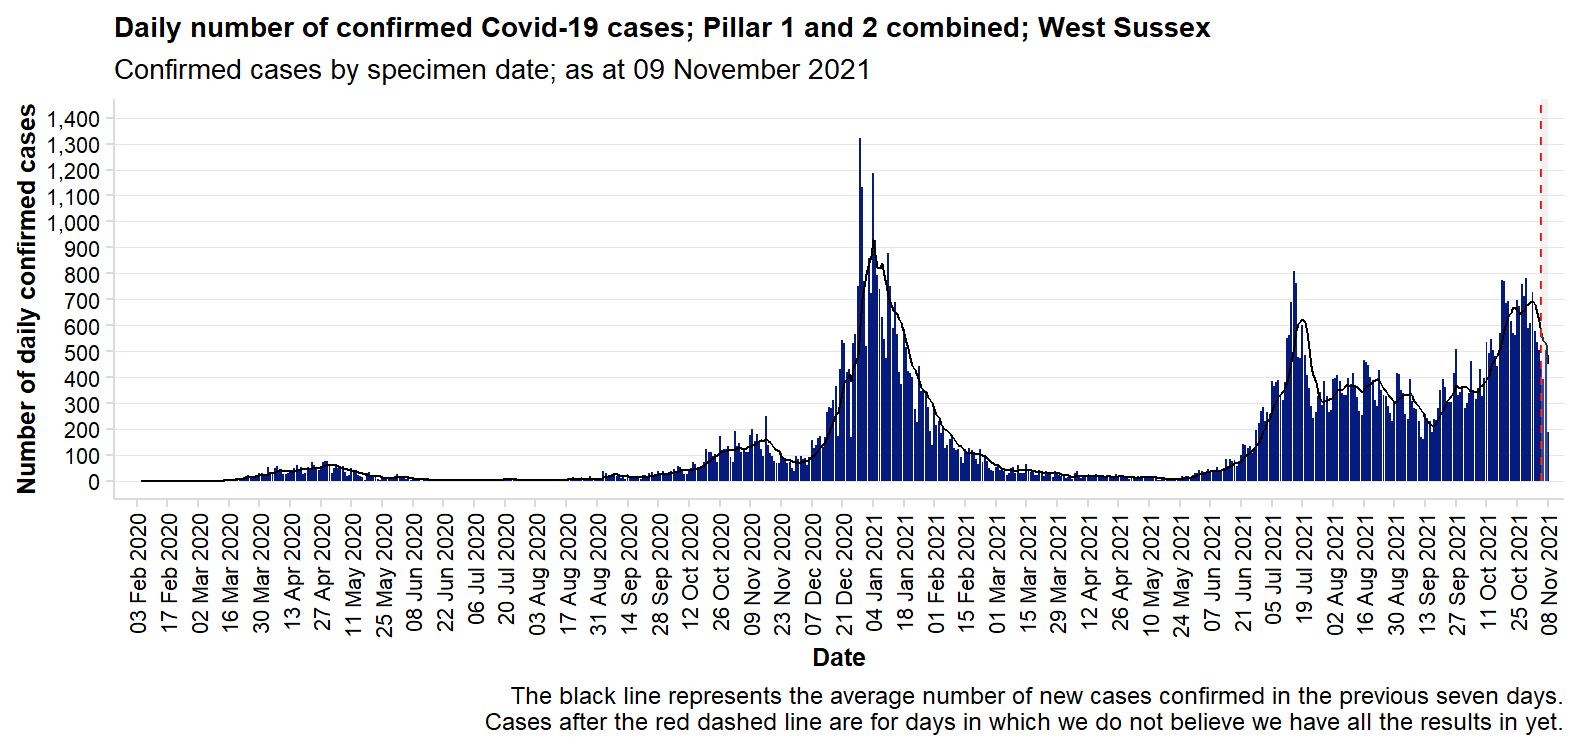 Daily number of confirmed Covid-19 cases; Pillar 1 and 2 combined; West Sussex
Confirmed cases by specimen date; as at 09 November 2021
Number of daily confirmed cases
1,400
1,300
1,200
1,100
1,000
900
800
700
600
500
400
300
200
100
0
03 Feb 2020
17 Feb 2020
02 Mar 2020
16 Mar 2020
30 Mar 2020
13 Apr 2020
27 Apr 2020
11 May 2020
25 May 2020
08 Jun 2020
22 Jun 2020
06 Jul 2020
20 Jul 2020
03 Aug 2020
17 Aug 2020
31 Aug 2020
14 Sep 2020
28 Sep 2020
12 Oct 2020
26 Oct 2020
09 Nov 2020
23 Nov 2020
07 Dec 2020
21 Dec 2020
04 Jan 2021
18 Jan 2021
01 Feb 2021
15 Feb 2021
01 Mar 2021
15 Mar 2021
29 Mar 2021
12 Apr 2021
26 Apr 2021
10 May 2021
24 May 2021
07 Jun 2021
21 Jun 2021
05 Jul 2021
19 Jul 2021
02 Aug 2021
16 Aug 2021
30 Aug 2021
13 Sep 2021
27 Sep 2021
11 Oct 2021
25 Oct 2021
08 Nov 2021
Date
The black line represents the average number of new cases confirmed in the previous seven days.
Cases after the red dashed line are for days in which we do not believe we have all the results in yet.